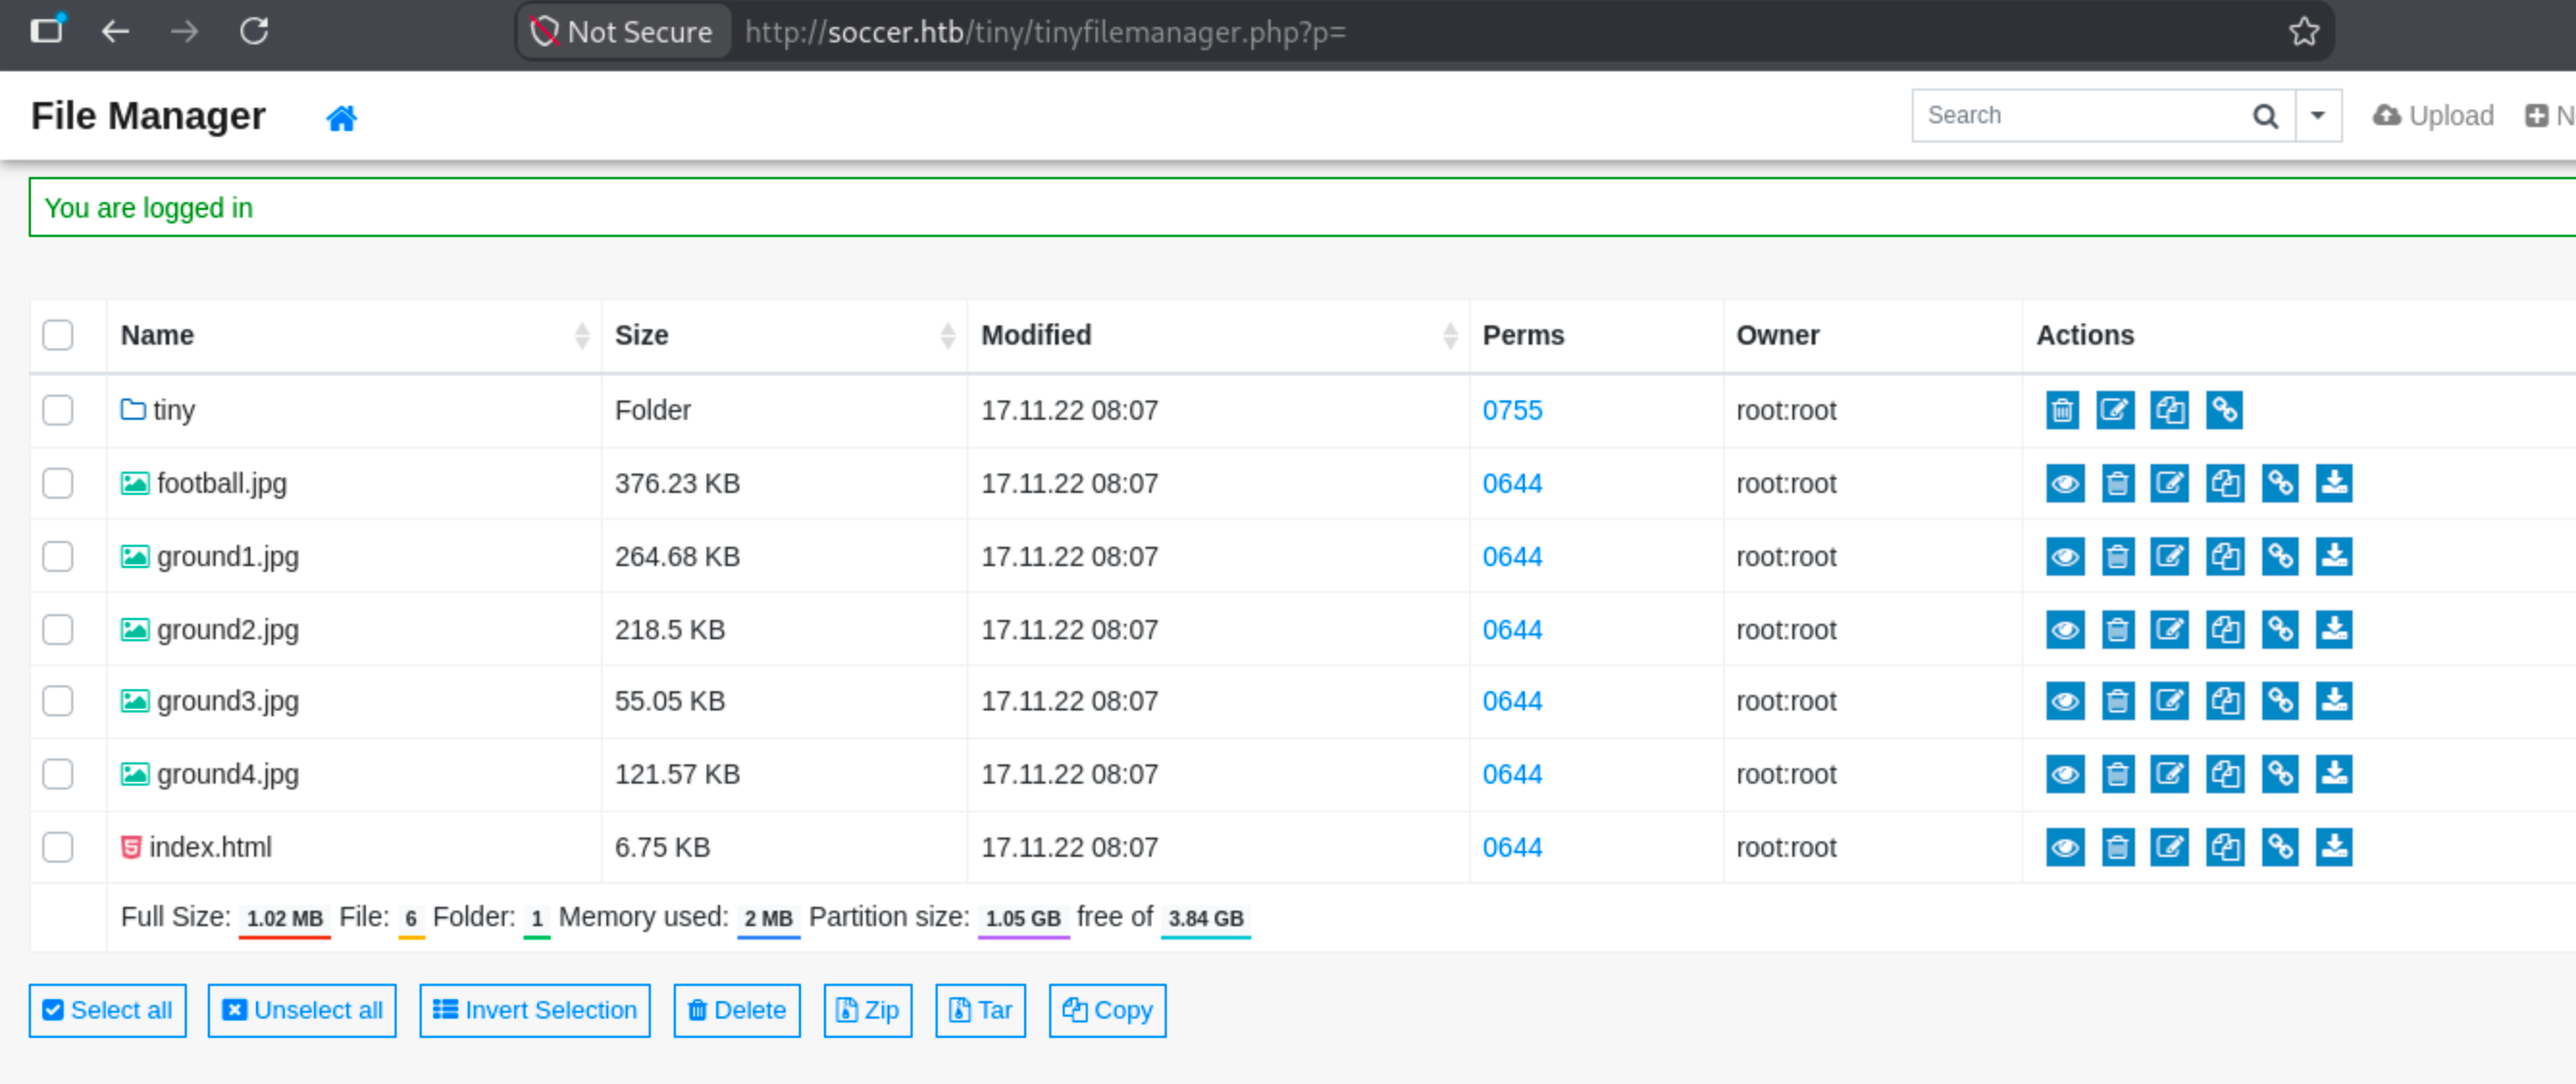 Not Secure http://soccer.htb/tiny/tinyfilemanager.php?p=
File Manager Search Upload N
You are logged in
Name Size Modified Perms Owner Actions
tiny Folder 17.11.22 08:07 0755 root:root
football.jpg 376.23 KB 17.11.22 08:07 0644 root:root
ground1.jpg 264.68 KB 17.11.22 08:07 0644 root:root
ground2.jpg 218.5 KB 17.11.22 08:07 0644 root:root
ground3.jpg 55.05 KB 17.11.22 08:07 0644 root:root
ground4.jpg 121.57 KB 17.11.22 08:07 0644 root:root
index.html 6.75 KB 17.11.22 08:07 0644 root:root
Full Size: 1.02 MB File: 6 Folder: 1 Memory used: 2 MB Partition size: 1.05 GB free of 3.84 GB
Select all Unselect all Invert Selection Delete Zip Tar Copy